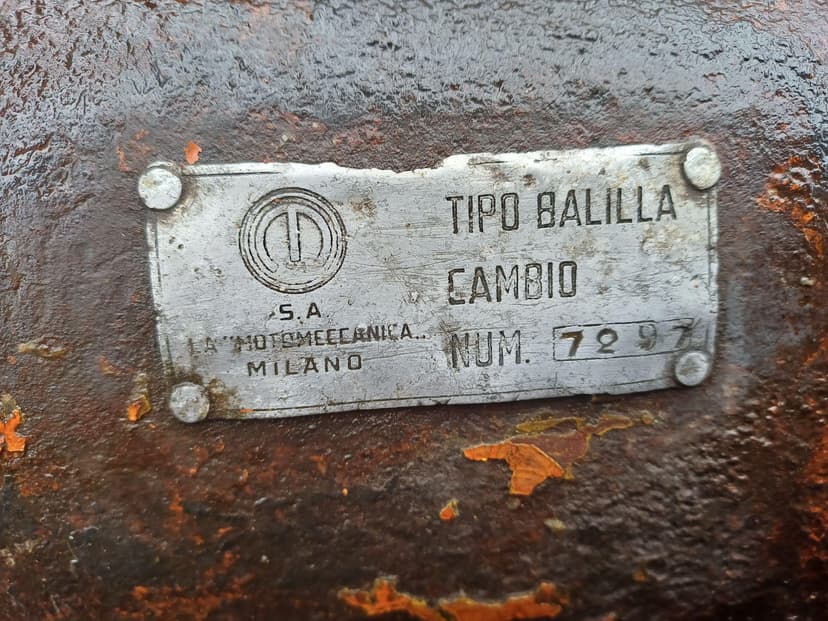 S.A.
LA "MOTOMECCANICA"
MILANO
TIPO BALILLA
CAMBIO
NUM. 7297